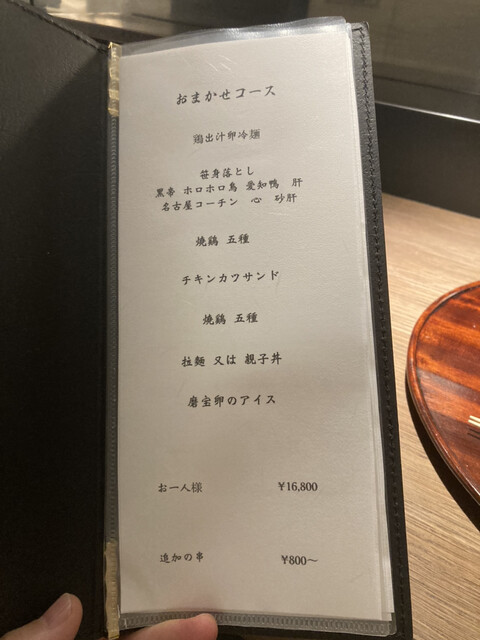 おまかせコース
鶏出汁卵冷麺
笹身落とし
黒帝 ホロホロ鳥 愛知鴨 肝
名古屋コーチン 心 砂肝
焼鶏 五種
チキンカツサンド
焼鶏 五種
拉麺 又は 親子丼
磨宝卵のアイス
お一人様 ¥16,800
追加の串 ¥800〜